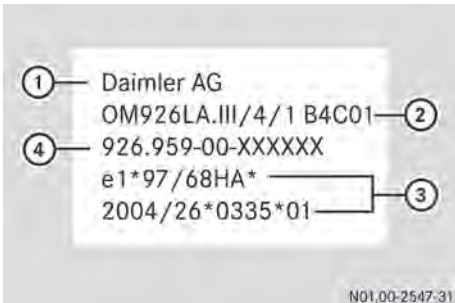 1 Daimler AG
OM926LA.III/4/1 B4C01 2
4 926.959-00-XXXXXX
e1*97/68HA*
3
2004/26*0335*01
N01.00-2547-31